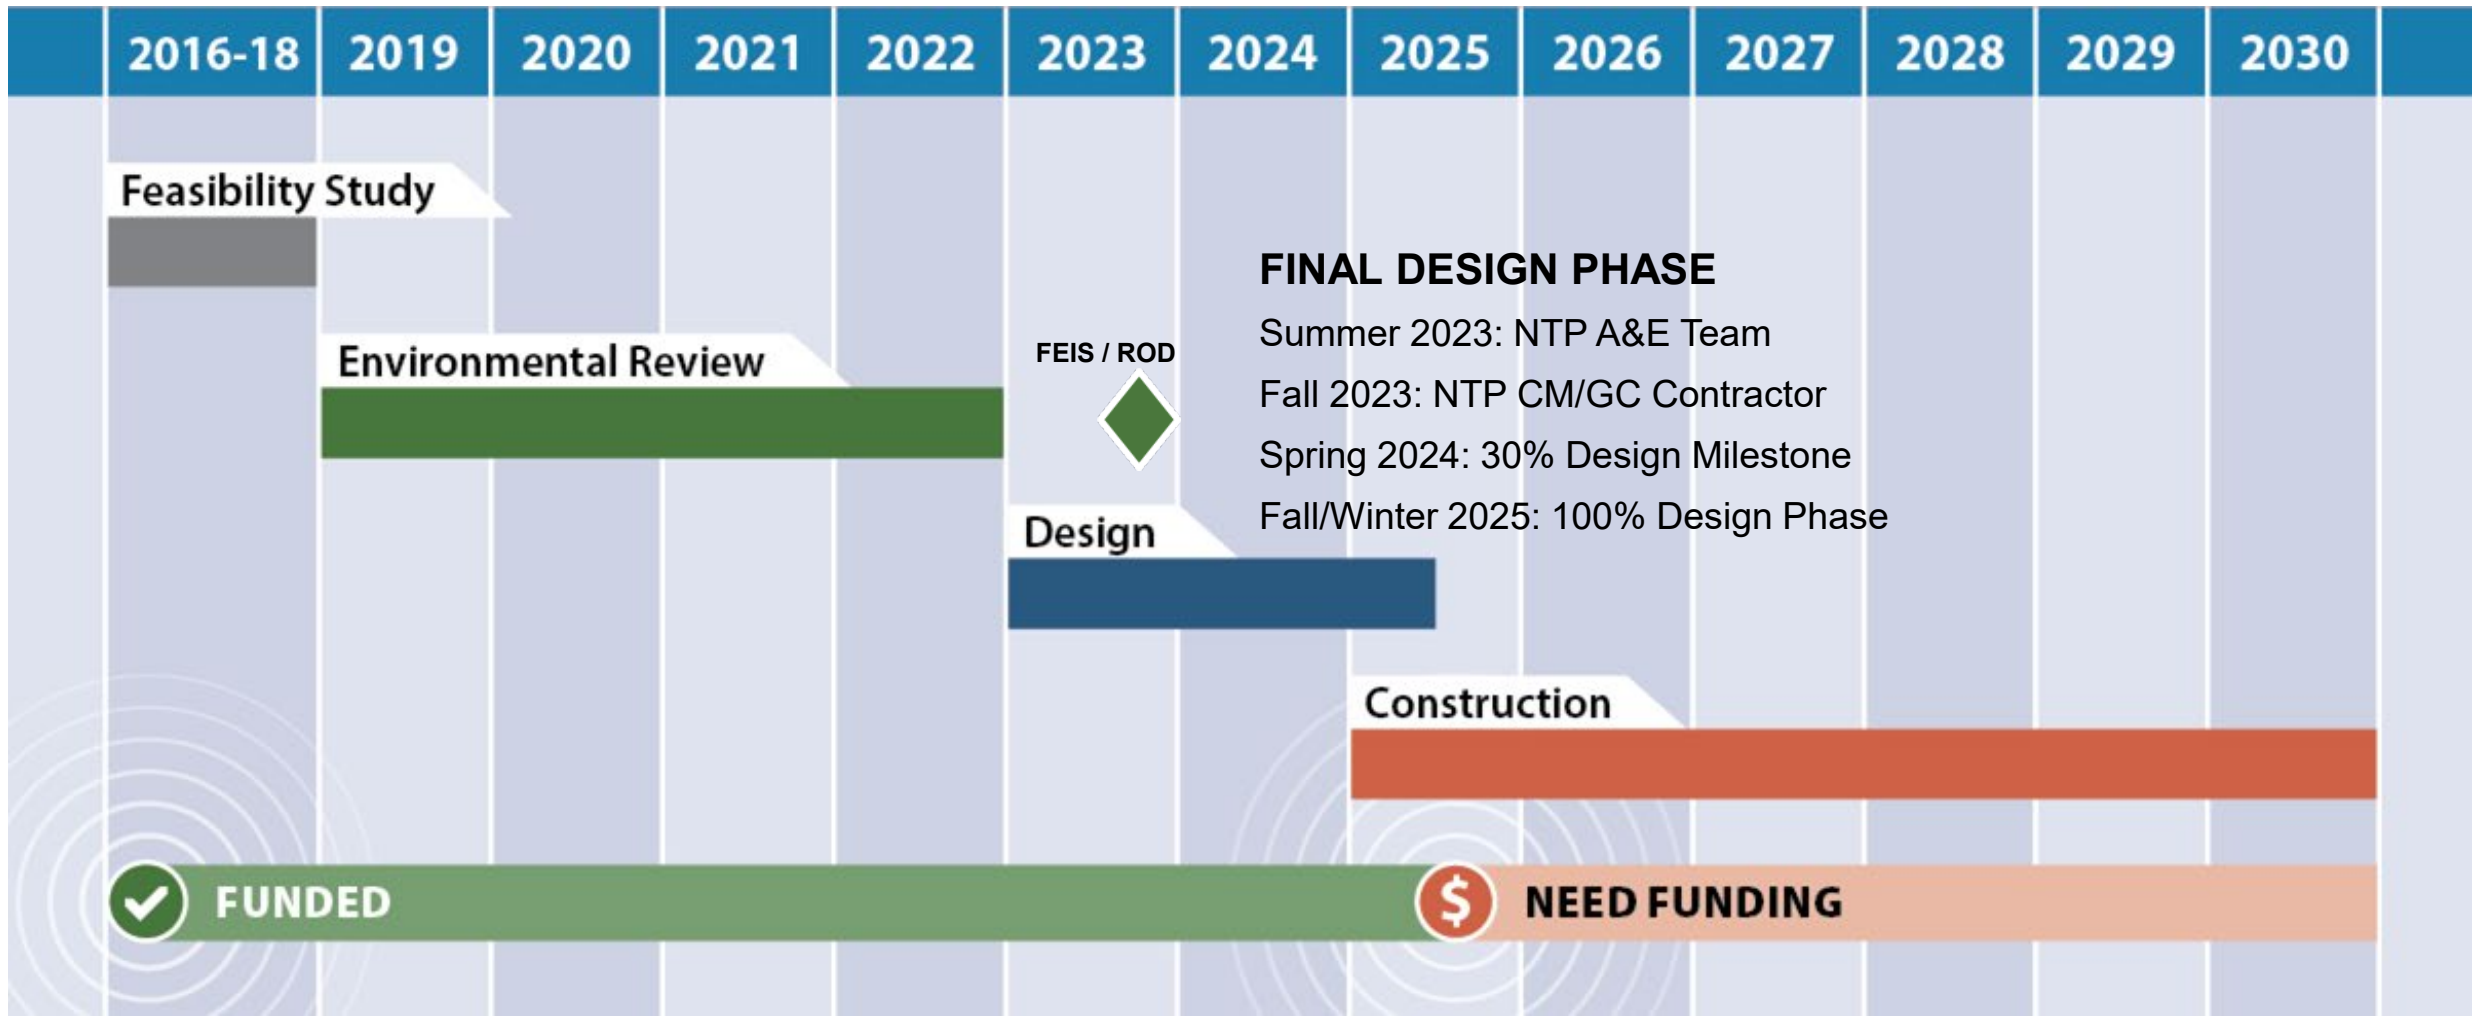 2016-18 2019 2020 2021 2022 2023 2024 2025 2026 2027 2028 2029 2030
Feasibility Study
Environmental Review
FEIS / ROD
FINAL DESIGN PHASE
Summer 2023: NTP A&E Team
Fall 2023: NTP CM/GC Contractor
Spring 2024: 30% Design Milestone
Fall/Winter 2025: 100% Design Phase
Design
Construction
FUNDED
$ NEED FUNDING